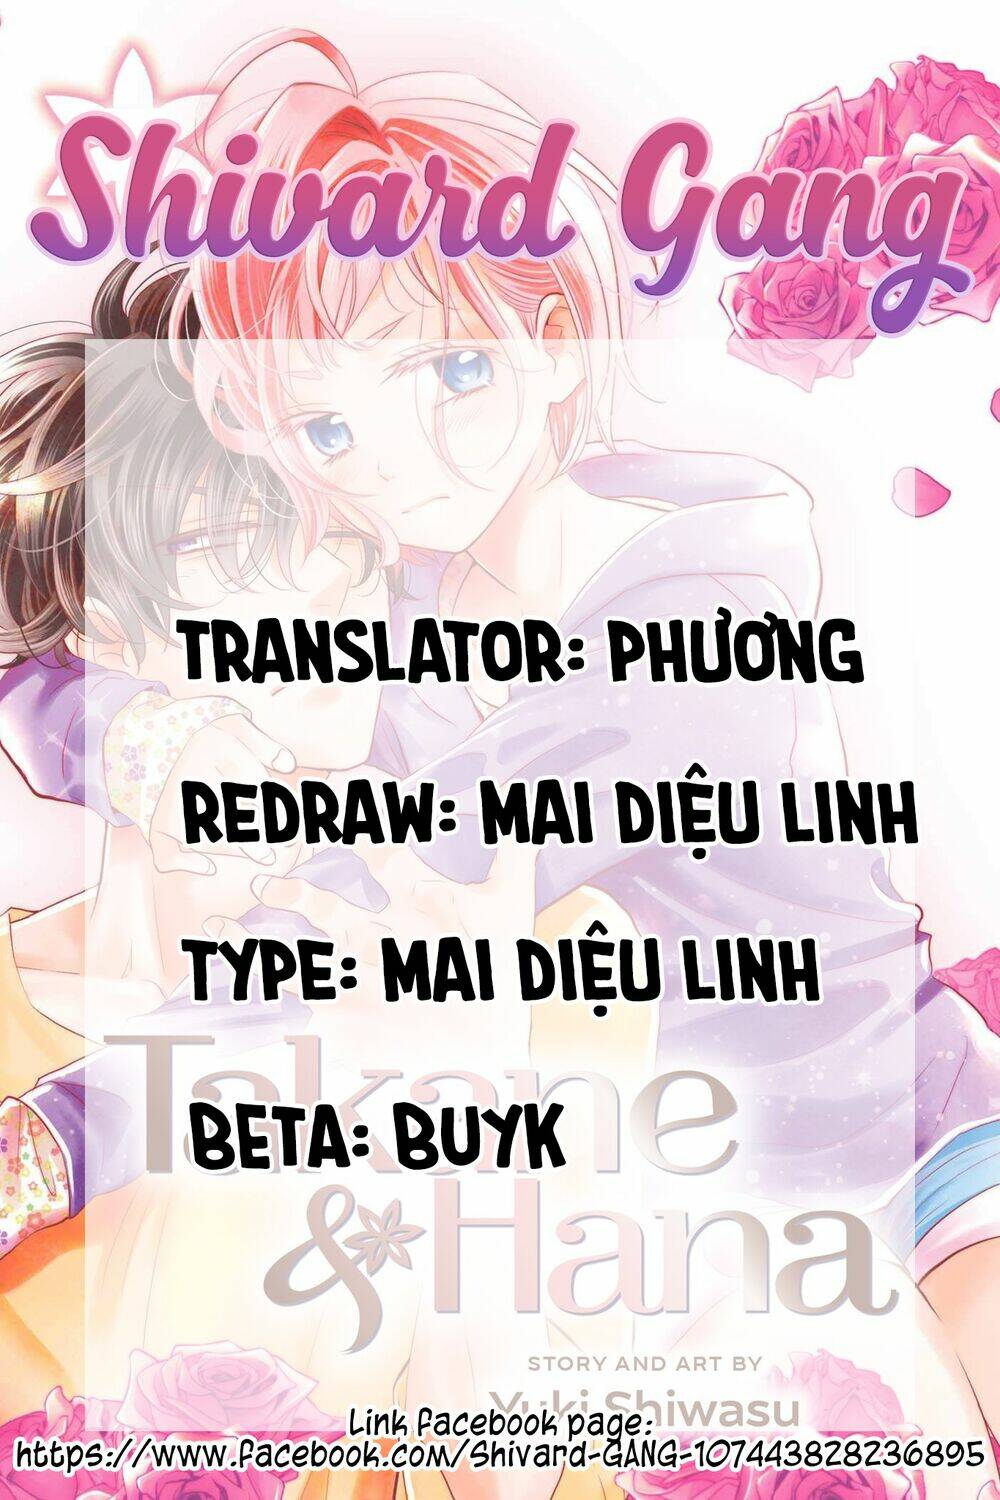 Shivard Gang
TRANSLATOR: PHƯƠNG
REDRAW: MAI DIỆU LINH
TYPE: MAI DIỆU LINH
Takane
BETA: BUYK
& Hana
STORY AND ART BY
Yuki Shiwasu
Link Facebook page:
https://www.facebook.com/Shivard-GANG-107443828236895